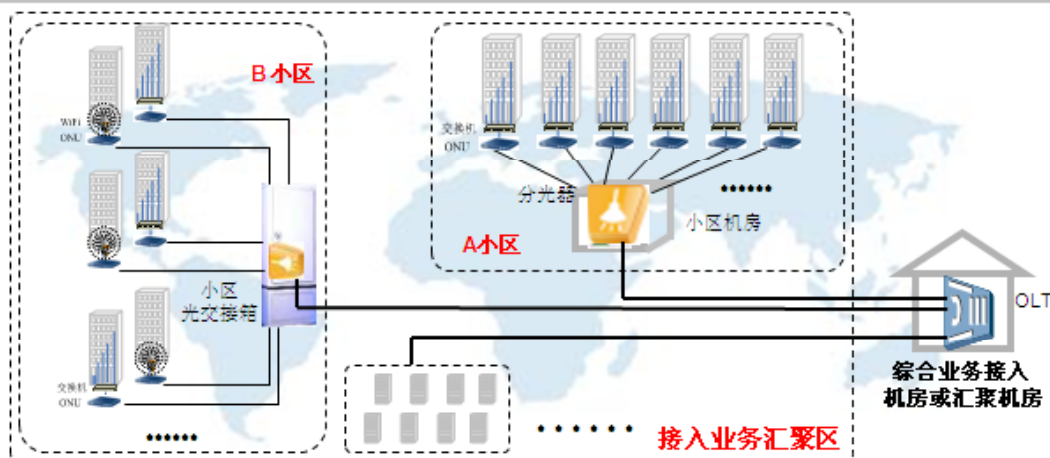 B小区
WiFi
ONU
小区
光交接箱
交换机
ONU
······
交换机
ONU
分光器
······
小区机房
A小区
OLT
综合业务接入
机房或汇聚机房
······
接入业务汇聚区